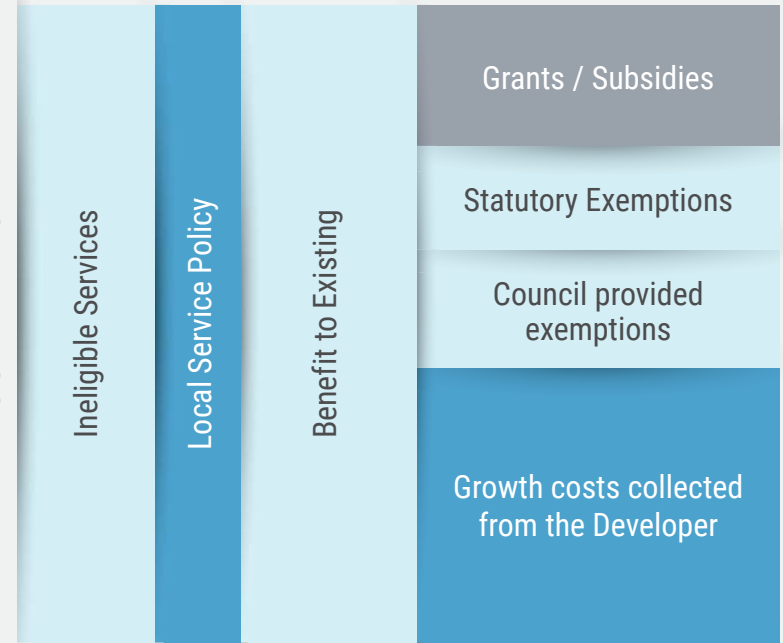 Ineligible Services
Local Service Policy
Benefit to Existing
Grants / Subsidies
Statutory Exemptions
Council provided
exemptions
Growth costs collected
from the Developer